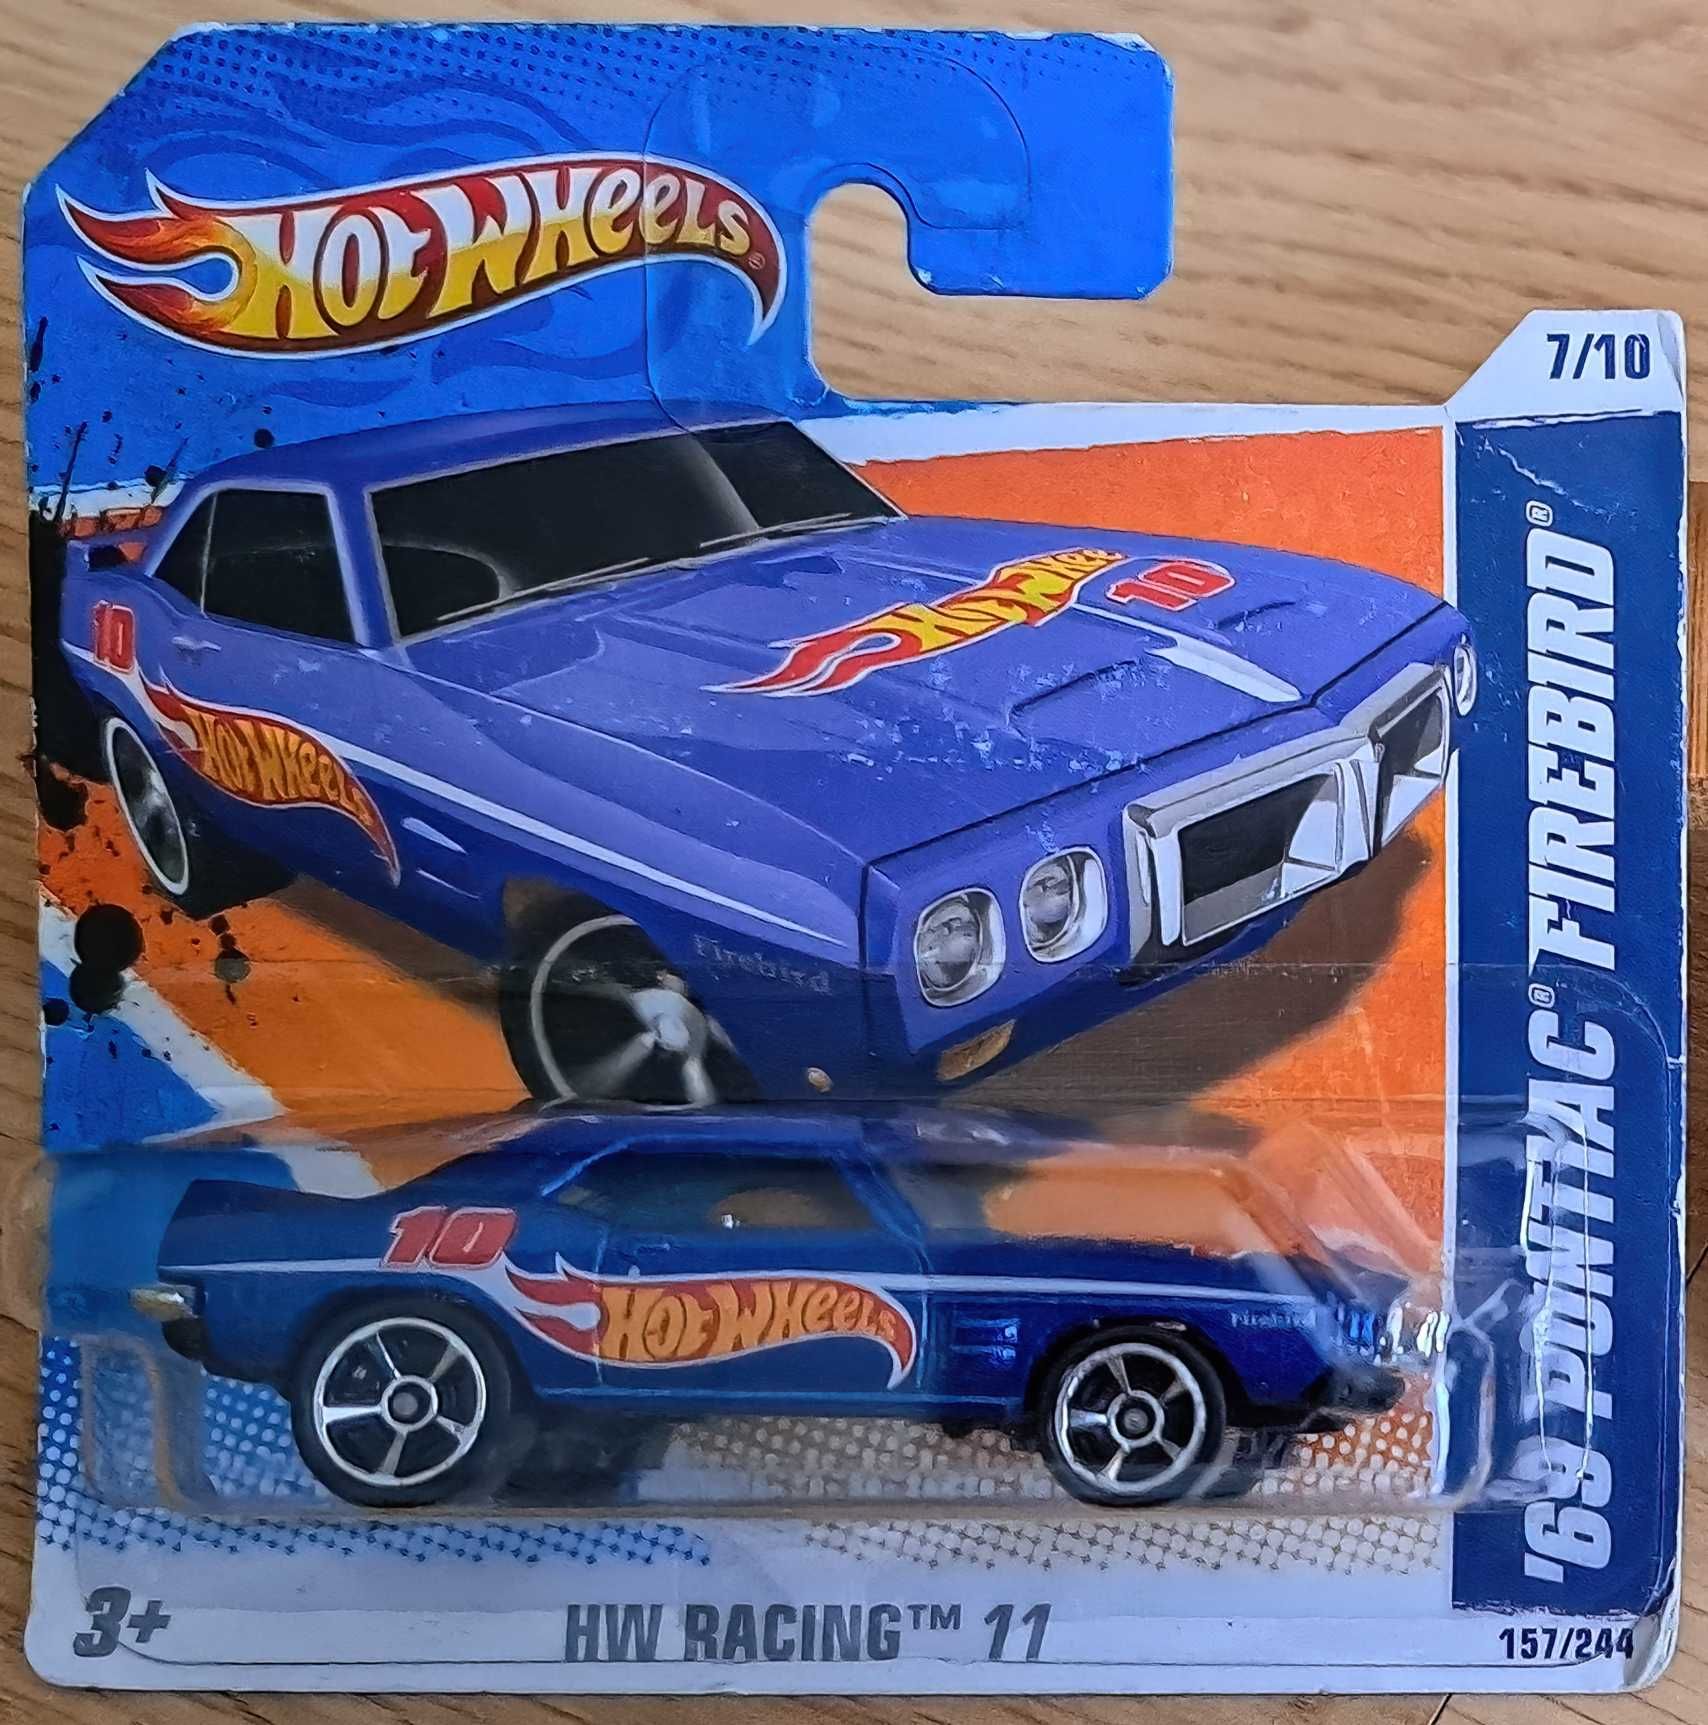 HOT WHEELS®
7/10
HOT WHEELS
10
10
HOT WHEELS
Firebird
'69 PONTIAC® FIREBIRD®
10
HOT WHEELS
Firebird
3+
HW RACING™ 11
157/244